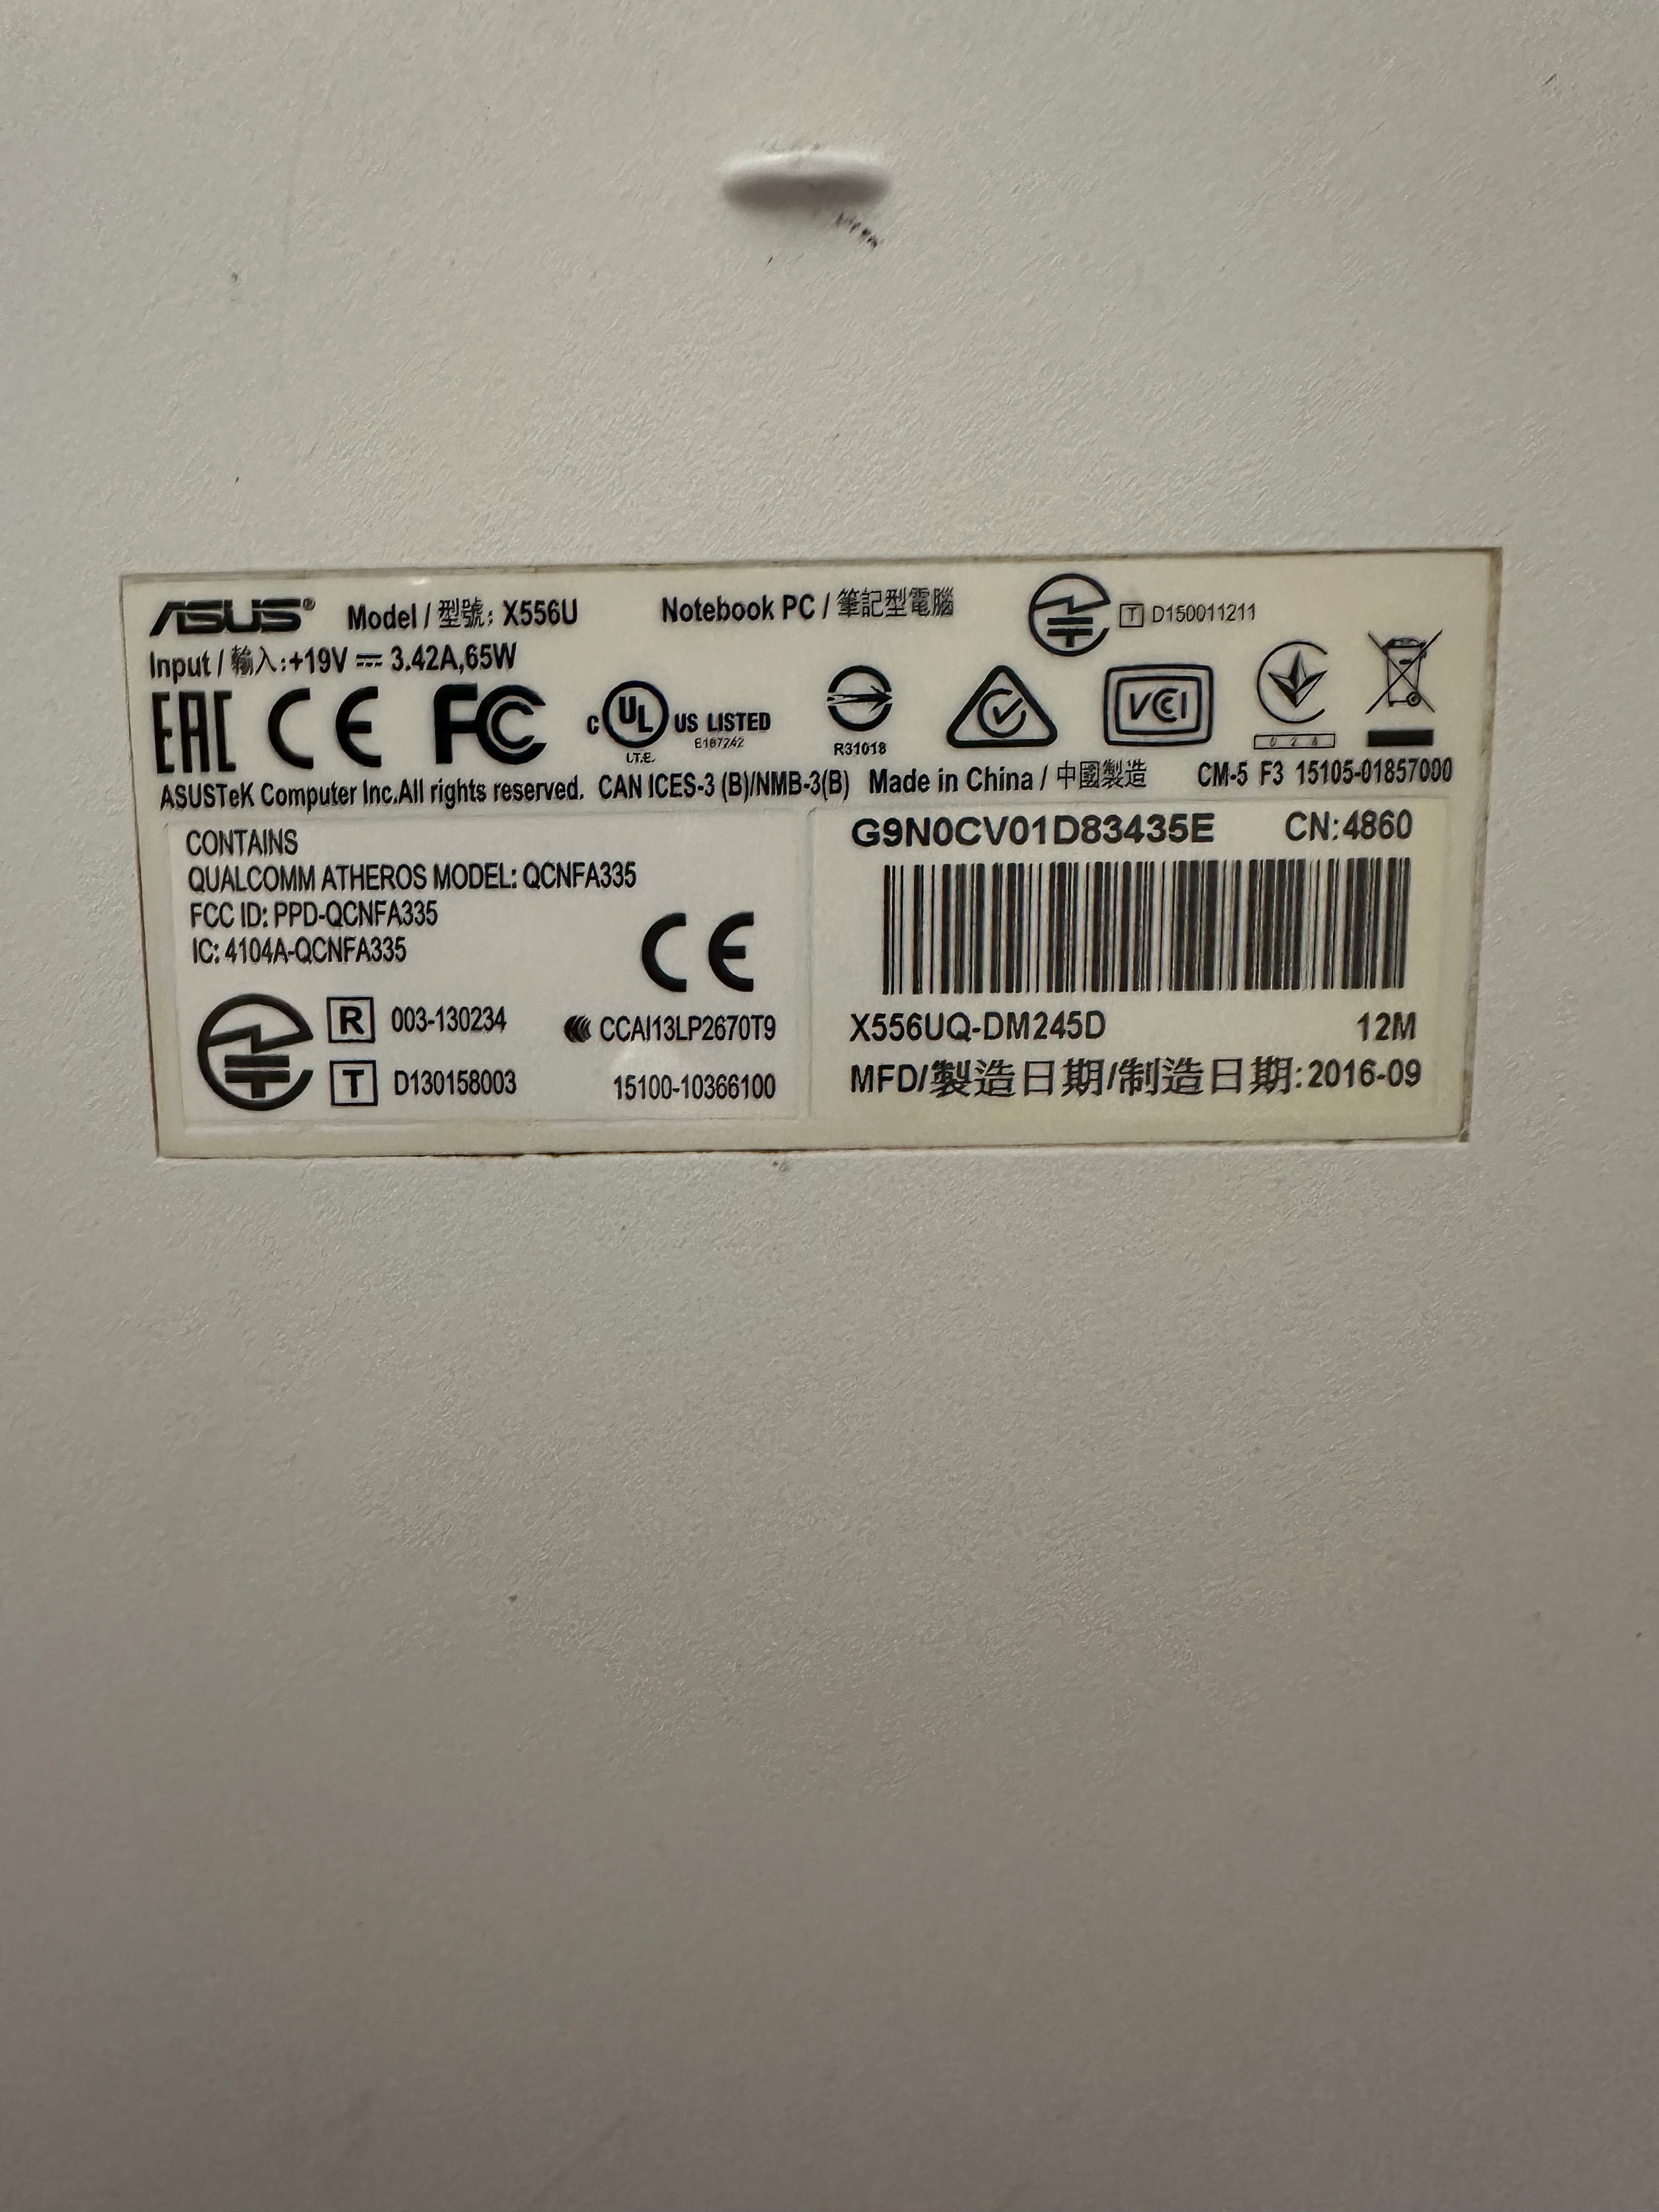 ASUS® Model / 型號: X556U Notebook PC / 筆記型電腦 T D150011211
Input / 輸入:+19V ⎓ 3.42A,65W
EAC CE FC c UL US LISTED VCCI
I.T.E. E187242 R31018 024
ASUSTeK Computer Inc.All rights reserved. CAN ICES-3 (B)/NMB-3(B) Made in China / 中國製造 CM-5 F3 15105-01857000
CONTAINS
QUALCOMM ATHEROS MODEL: QCNFA335
FCC ID: PPD-QCNFA335
IC: 4104A-QCNFA335
CE
R 003-130234 CCAI13LP2670T9
T D130158003 15100-10366100
G9N0CV01D83435E CN:4860
X556UQ-DM245D 12M
MFD/製造日期/制造日期:2016-09